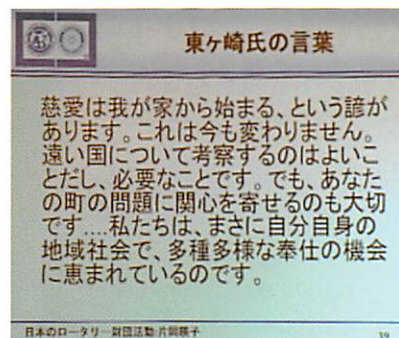 東ヶ崎氏の言葉
慈愛は我が家から始まる、という諺が
あります。これは今も変わりません。
遠い国について考察するのはよいこ
とだし、必要なことです。でも、あなた
の町の問題に関心を寄せるのも大切
です....私たちは、まさに自分自身の
地域社会で、多種多様な奉仕の機会
に恵まれているのです。
日本のロータリー財団活動:片岡暎子
39